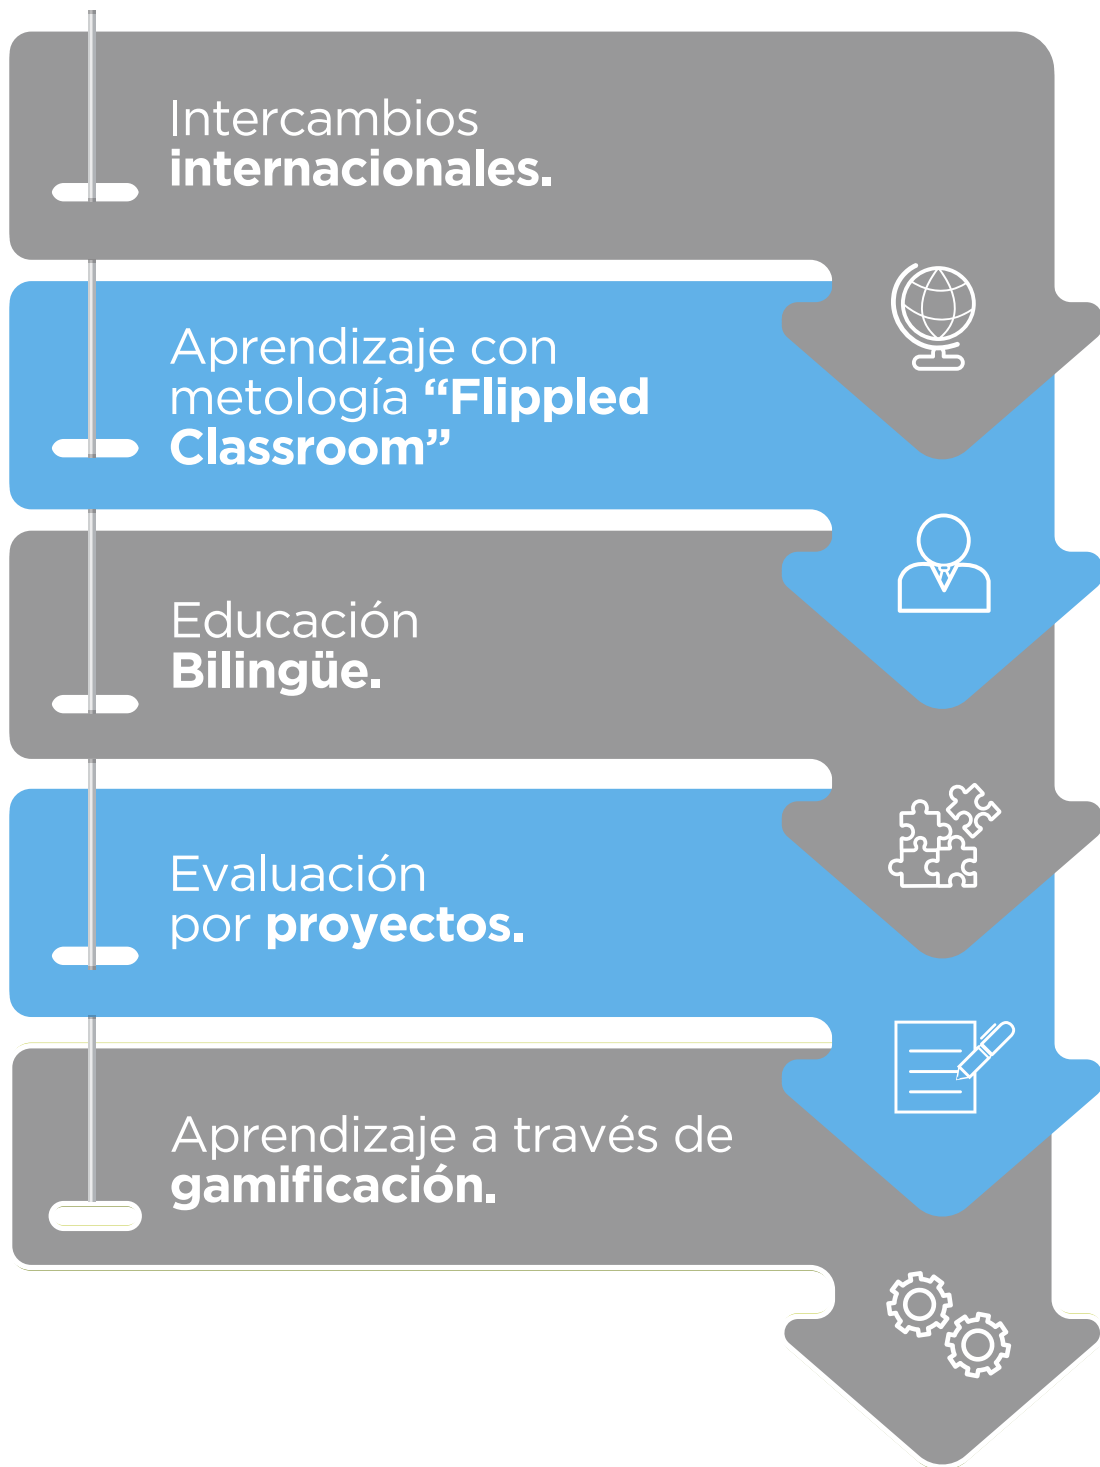 Intercambios
internacionales.
Aprendizaje con
metología “Flippled
Classroom”
Educación
Bilingüe.
Evaluación
por proyectos.
Aprendizaje a través de
gamificación.